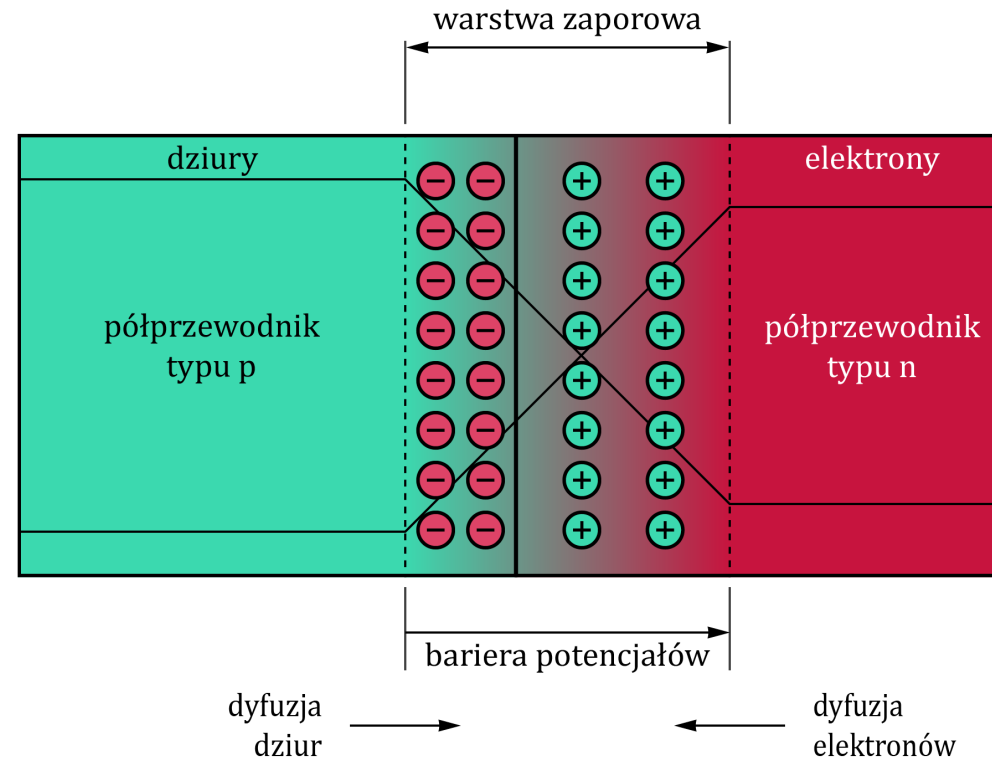 warstwa zaporowa
dziury
elektrony
półprzewodnik
typu p
półprzewodnik
typu n
bariera potencjałów
dyfuzja
dziur
dyfuzja
elektronów